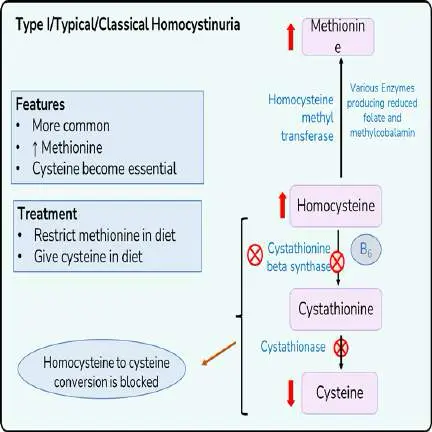 Type I/Typical/Classical Homocystinuria
Methionin
e
Features
• More common
• ↑ Methionine
• Cysteine become essential
Homocysteine
methyl
transferase
Various Enzymes
producing reduced
folate and
methylcobalamin
Treatment
• Restrict methionine in diet
• Give cysteine in diet
Homocysteine
Cystathionine
beta synthase
B6
Cystathionine
Cystathionase
Homocysteine to cysteine
conversion is blocked
Cysteine